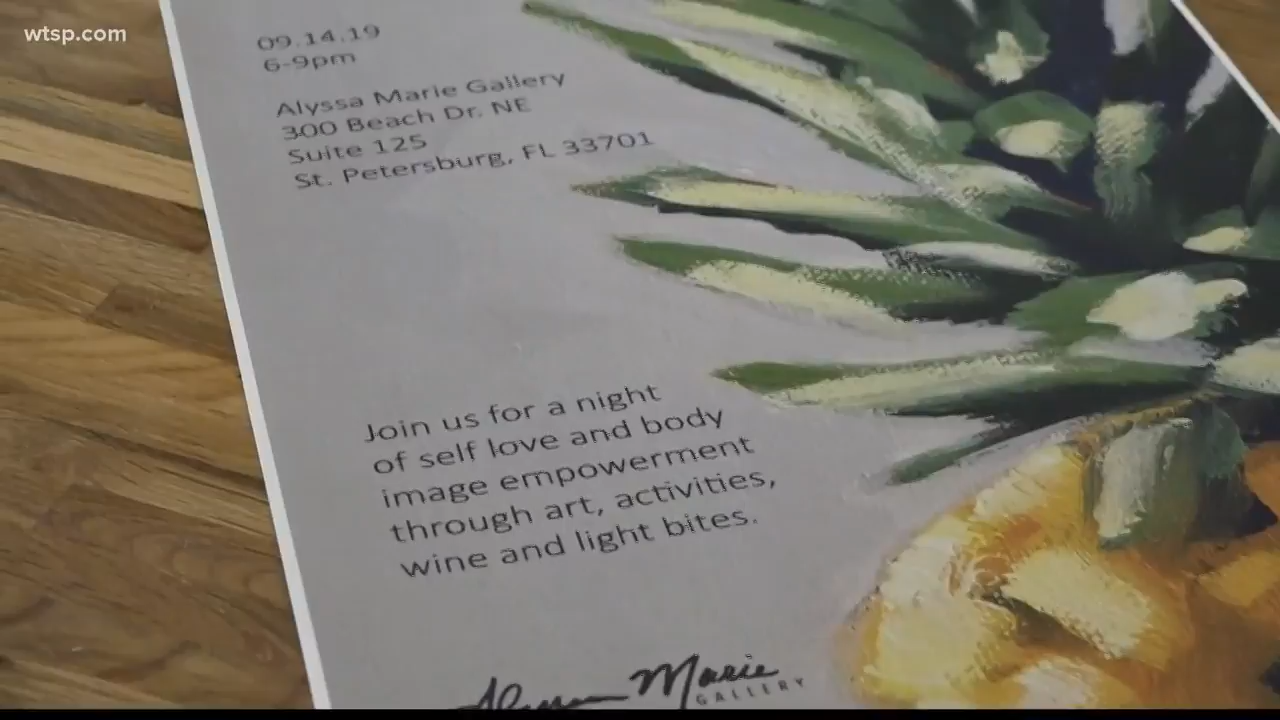 wtsp.com
09.14.19
6-9pm
Alyssa Marie Gallery
300 Beach Dr. NE
Suite 125
St. Petersburg, FL 33701
Join us for a night
of self love and body
image empowerment
through art, activities,
wine and light bites.
Alyssa Marie
GALLERY